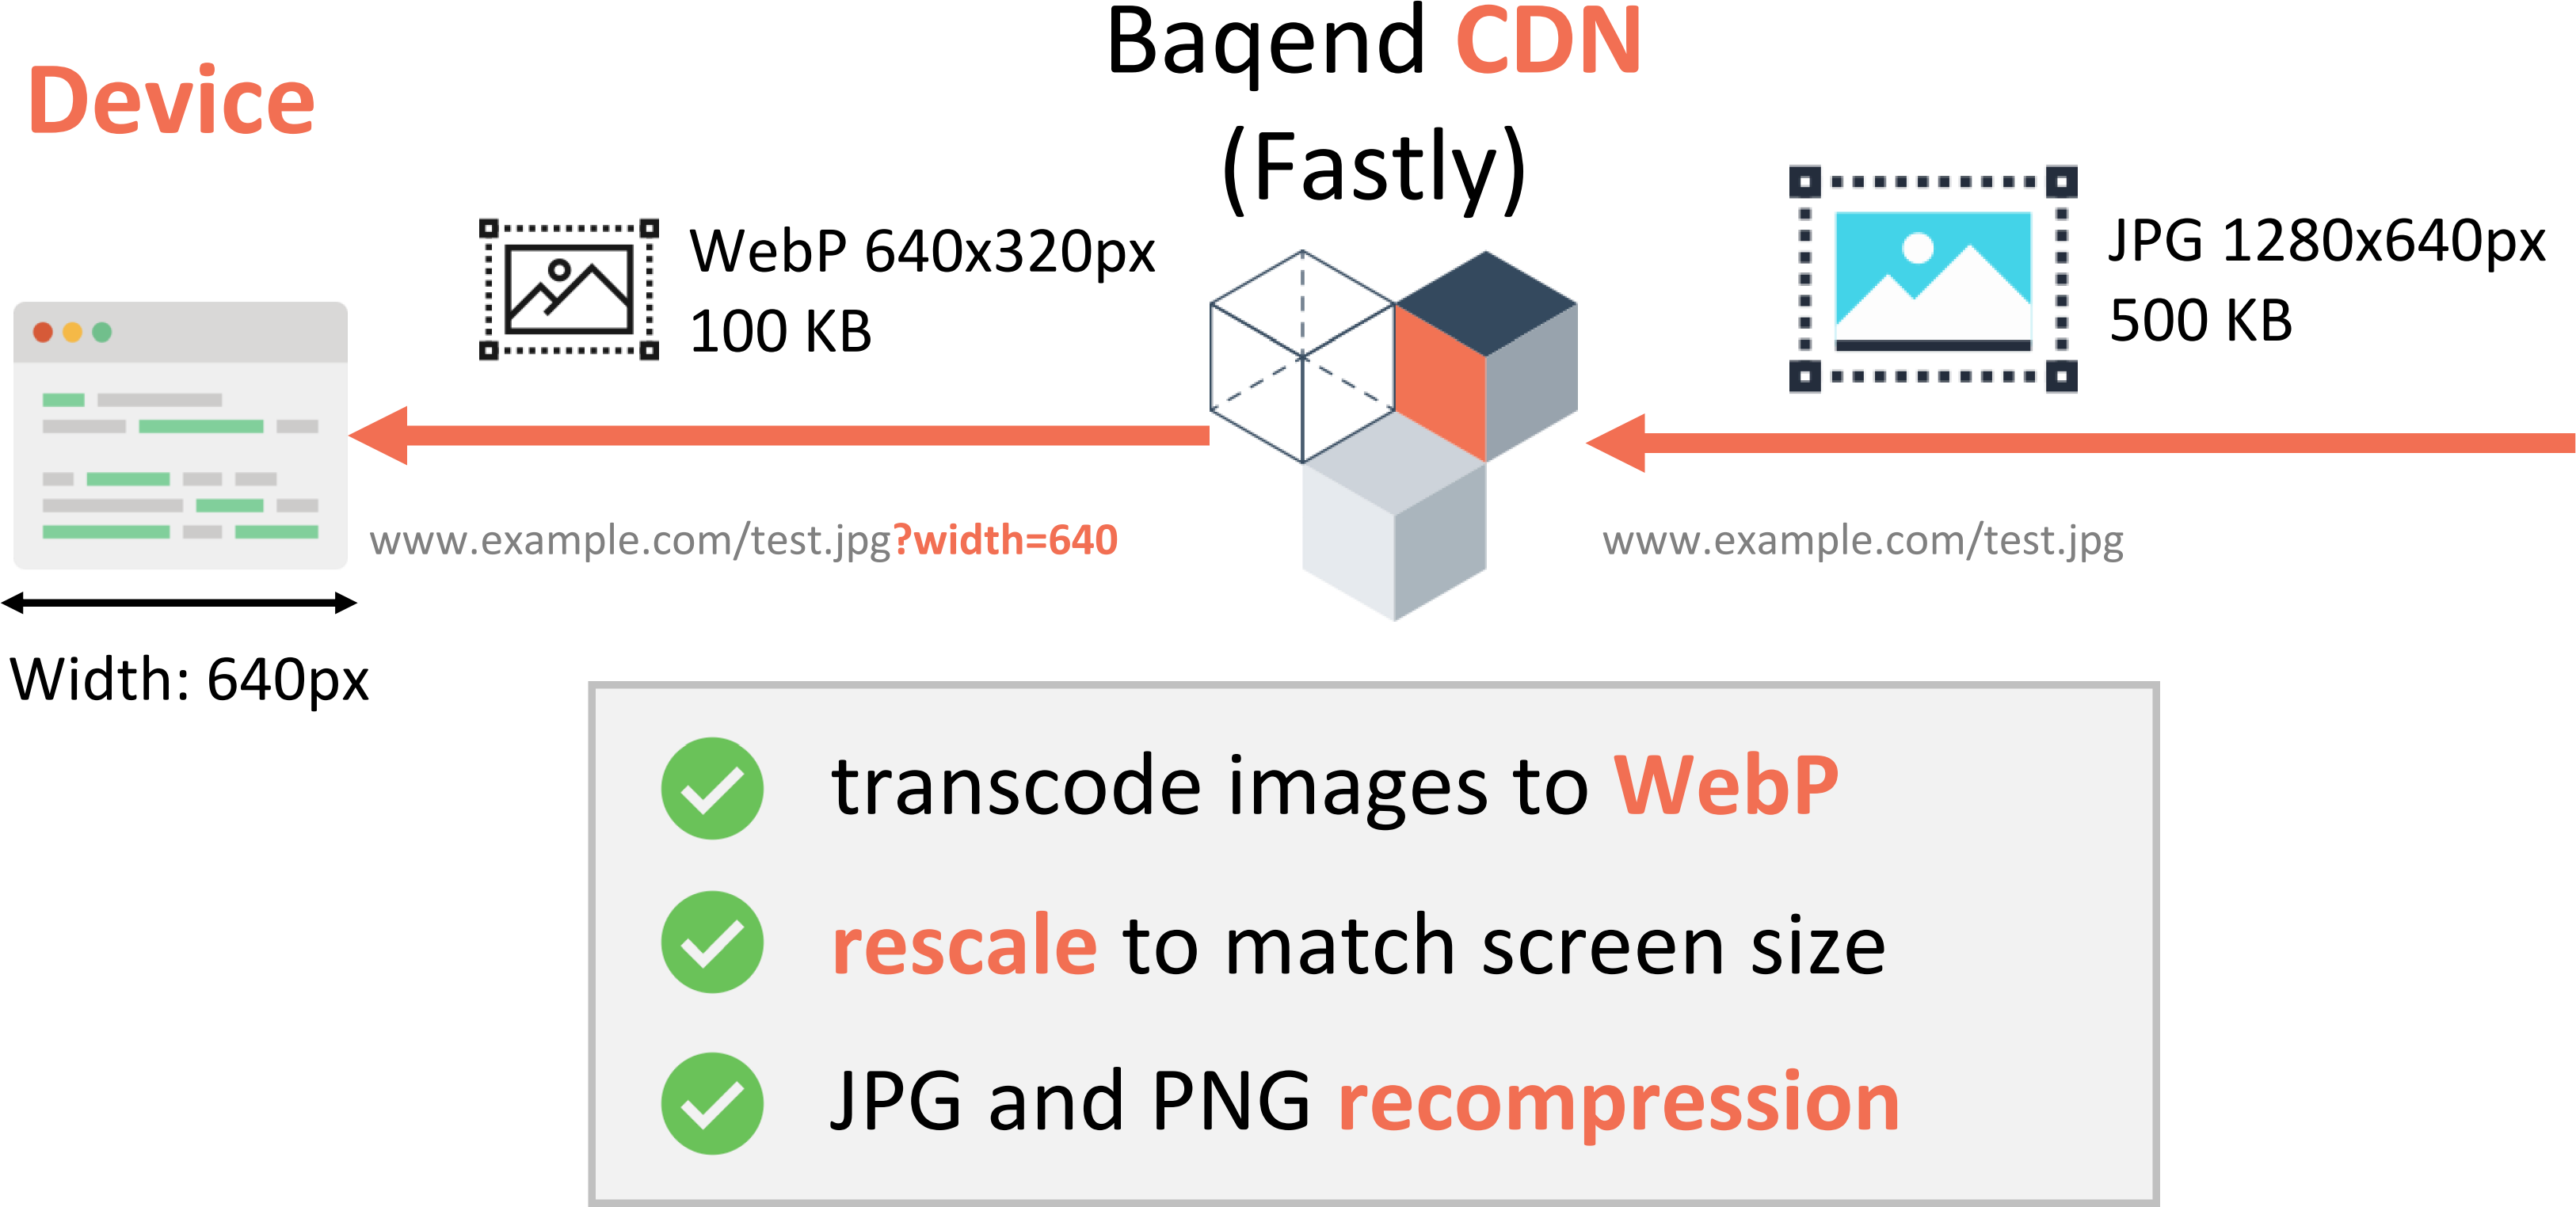 Device
Baqend CDN
(Fastly)
WebP 640x320px
100 KB
JPG 1280x640px
500 KB
www.example.com/test.jpg?width=640
www.example.com/test.jpg
Width: 640px
transcode images to WebP
rescale to match screen size
JPG and PNG recompression